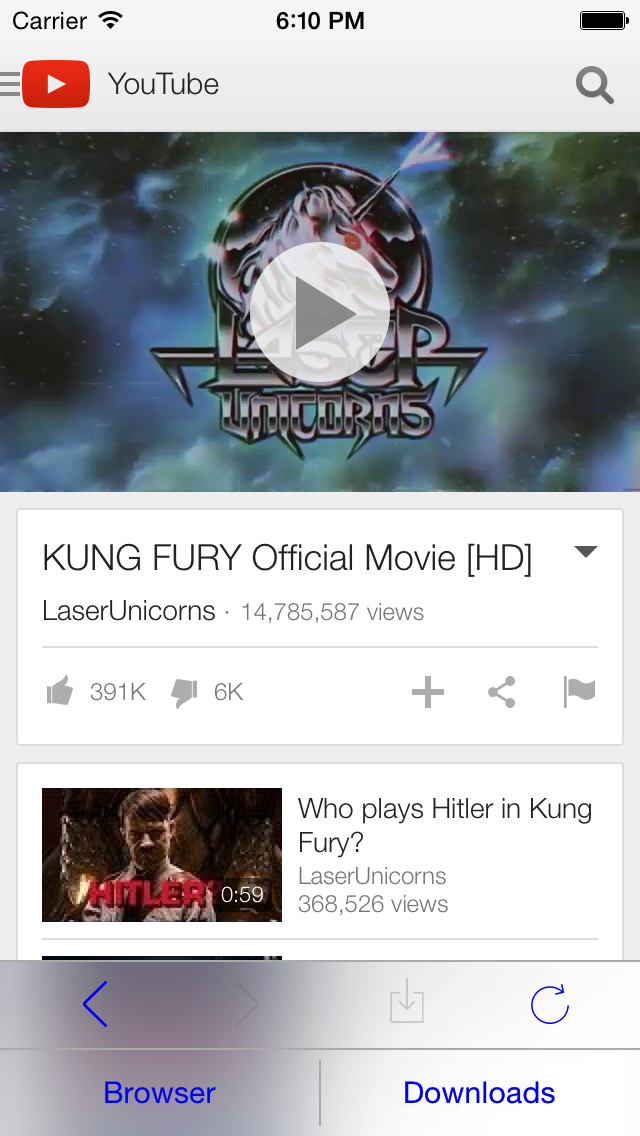 Carrier 6:10 PM
YouTube
LASER
UNICORNS
KUNG FURY Official Movie [HD]
LaserUnicorns · 14,785,587 views
391K 6K
HITLER
0:59
Who plays Hitler in Kung
Fury?
LaserUnicorns
368,526 views
Browser Downloads